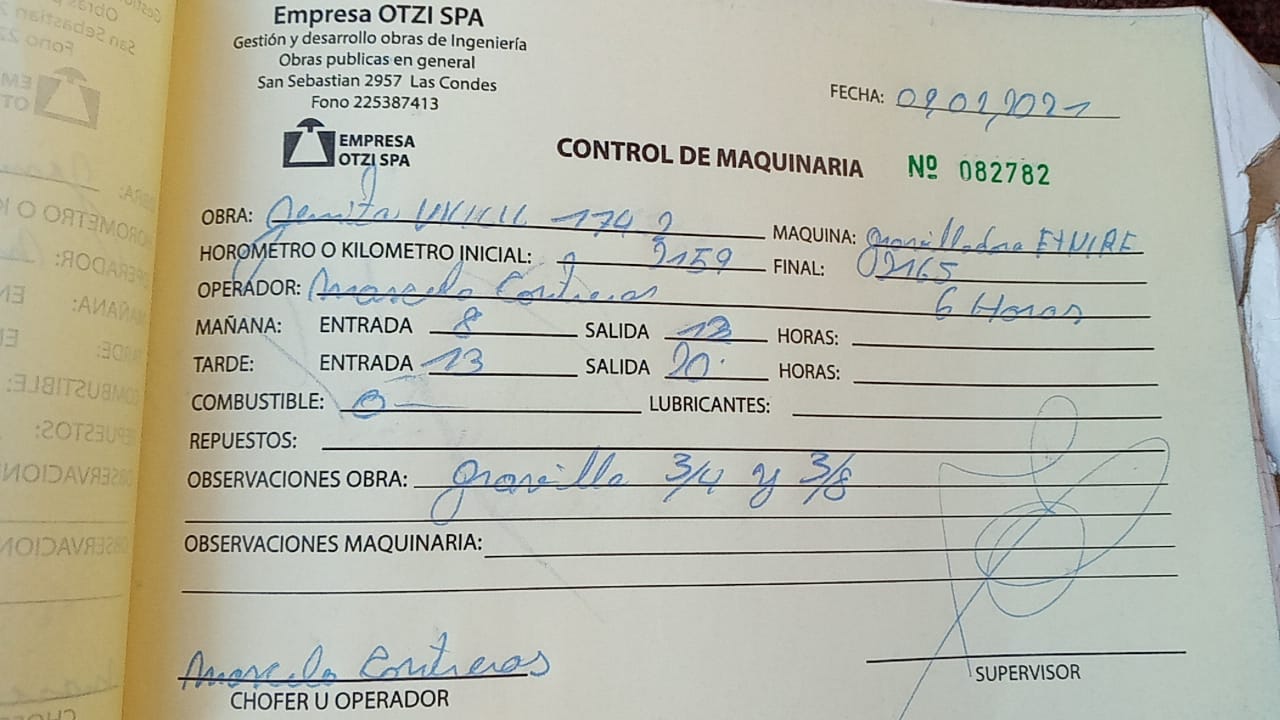 Empresa OTZI SPA
Gestión y desarrollo obras de Ingeniería
Obras publicas en general
San Sebastian 2957 Las Condes
Fono 225387413
EMPRESA
OTZI SPA
FECHA: 09,02,2021
CONTROL DE MAQUINARIA Nº 082782
OBRA: 174 2 MAQUINA: gravilladora ETNIRE
HOROMETRO O KILOMETRO INICIAL: 2159 FINAL: 02165
OPERADOR: Marcelo Contreras 6 Horas
MAÑANA: ENTRADA 8 SALIDA 13 HORAS:
TARDE: ENTRADA 13 SALIDA 20 HORAS:
COMBUSTIBLE: 0 LUBRICANTES:
REPUESTOS:
OBSERVACIONES OBRA: gravilla 3/4 y 3/8
OBSERVACIONES MAQUINARIA:
Marcelo Contreras
CHOFER U OPERADOR
SUPERVISOR